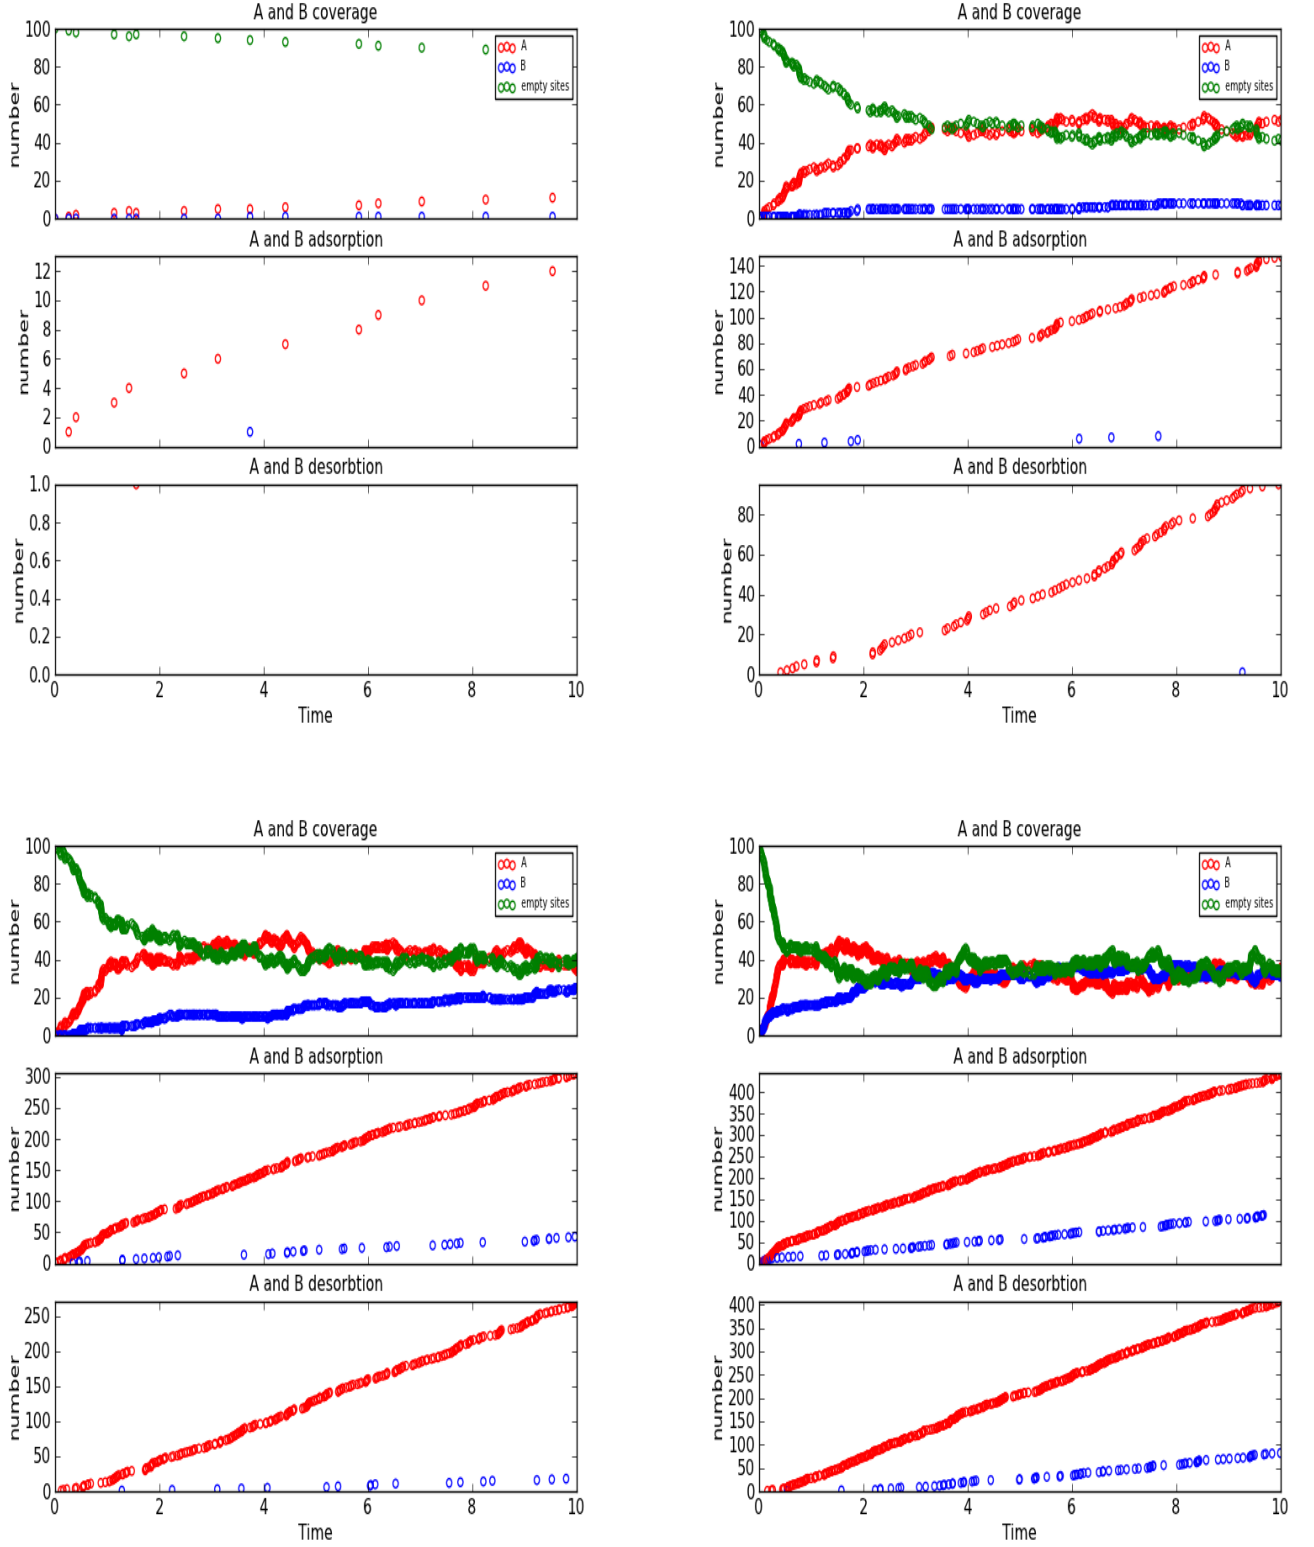 A and B coverage
100
80
60
40
20
0
number
A
B
empty sites
A and B adsorption
12
10
8
6
4
2
0
number
A and B desorbtion
1.0
0.8
0.6
0.4
0.2
0.0
number
0 2 4 6 8 10
Time
A and B coverage
100
80
60
40
20
0
number
A
B
empty sites
A and B adsorption
140
120
100
80
60
40
20
0
number
A and B desorbtion
80
60
40
20
0
number
0 2 4 6 8 10
Time
A and B coverage
100
80
60
40
20
0
number
A
B
empty sites
A and B adsorption
300
250
200
150
100
50
0
number
A and B desorbtion
250
200
150
100
50
0
number
0 2 4 6 8 10
Time
A and B coverage
100
80
60
40
20
0
number
A
B
empty sites
A and B adsorption
400
350
300
250
200
150
100
50
0
number
A and B desorbtion
400
350
300
250
200
150
100
50
0
number
0 2 4 6 8 10
Time